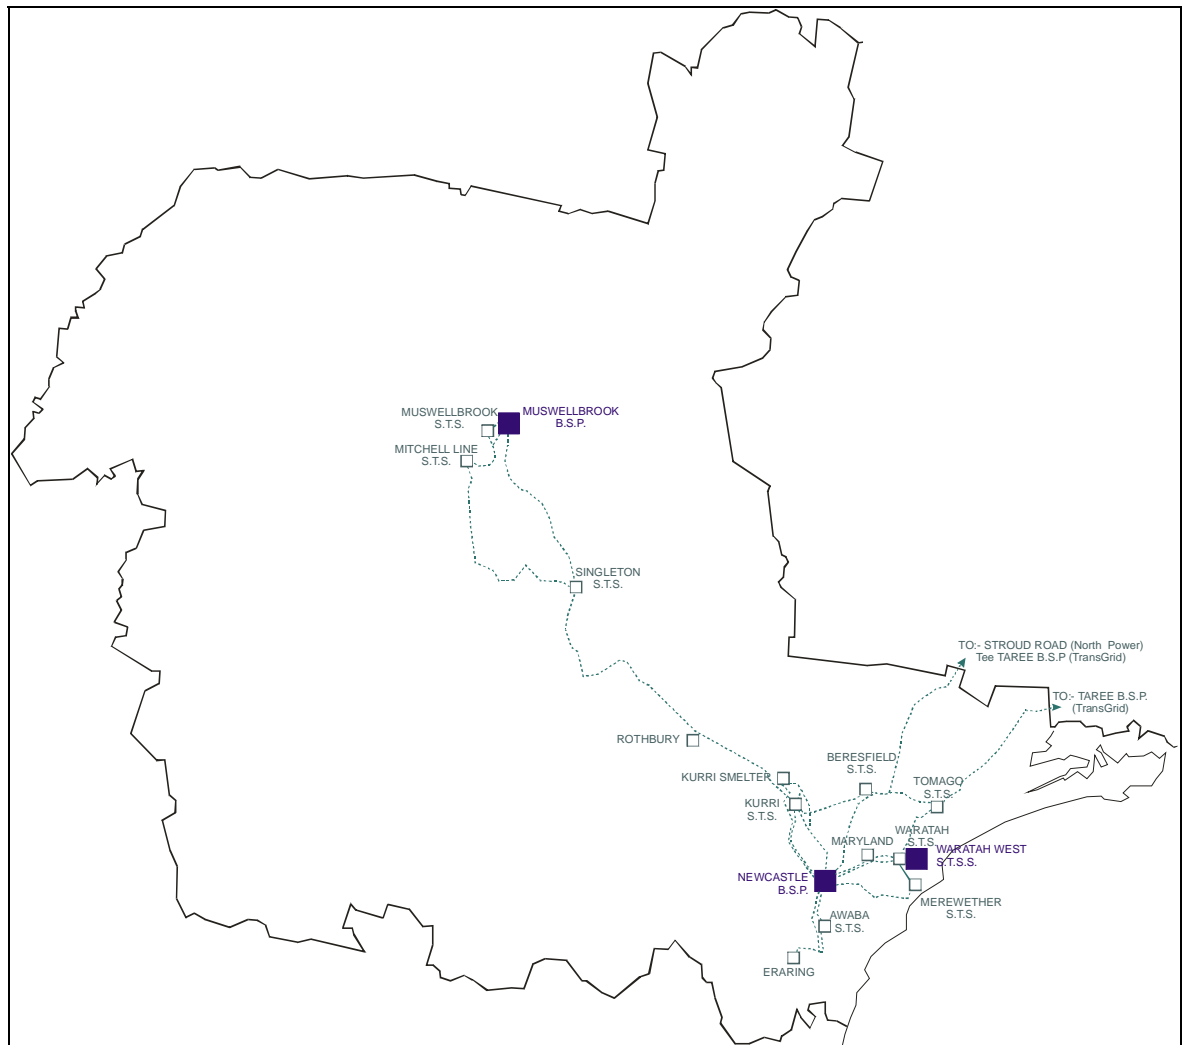 MUSWELLBROOK
S.T.S.
MUSWELLBROOK
B.S.P.
MITCHELL LINE
S.T.S.
SINGLETON
S.T.S.
TO:- STROUD ROAD (North Power)
Tee TAREE B.S.P (TransGrid)
TO:- TAREE B.S.P.
(TransGrid)
ROTHBURY
BERESFIELD
S.T.S.
KURRI SMELTER
TOMAGO
S.T.S.
KURRI
S.T.S.
WARATAH
S.T.S.
MARYLAND
WARATAH WEST
S.T.S.S.
NEWCASTLE
B.S.P.
MEREWETHER
S.T.S.
AWABA
S.T.S.
ERARING